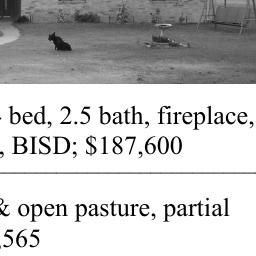 bed, 2.5 bath, fireplace,
, BISD; $187,600
& open pasture, partial
,565